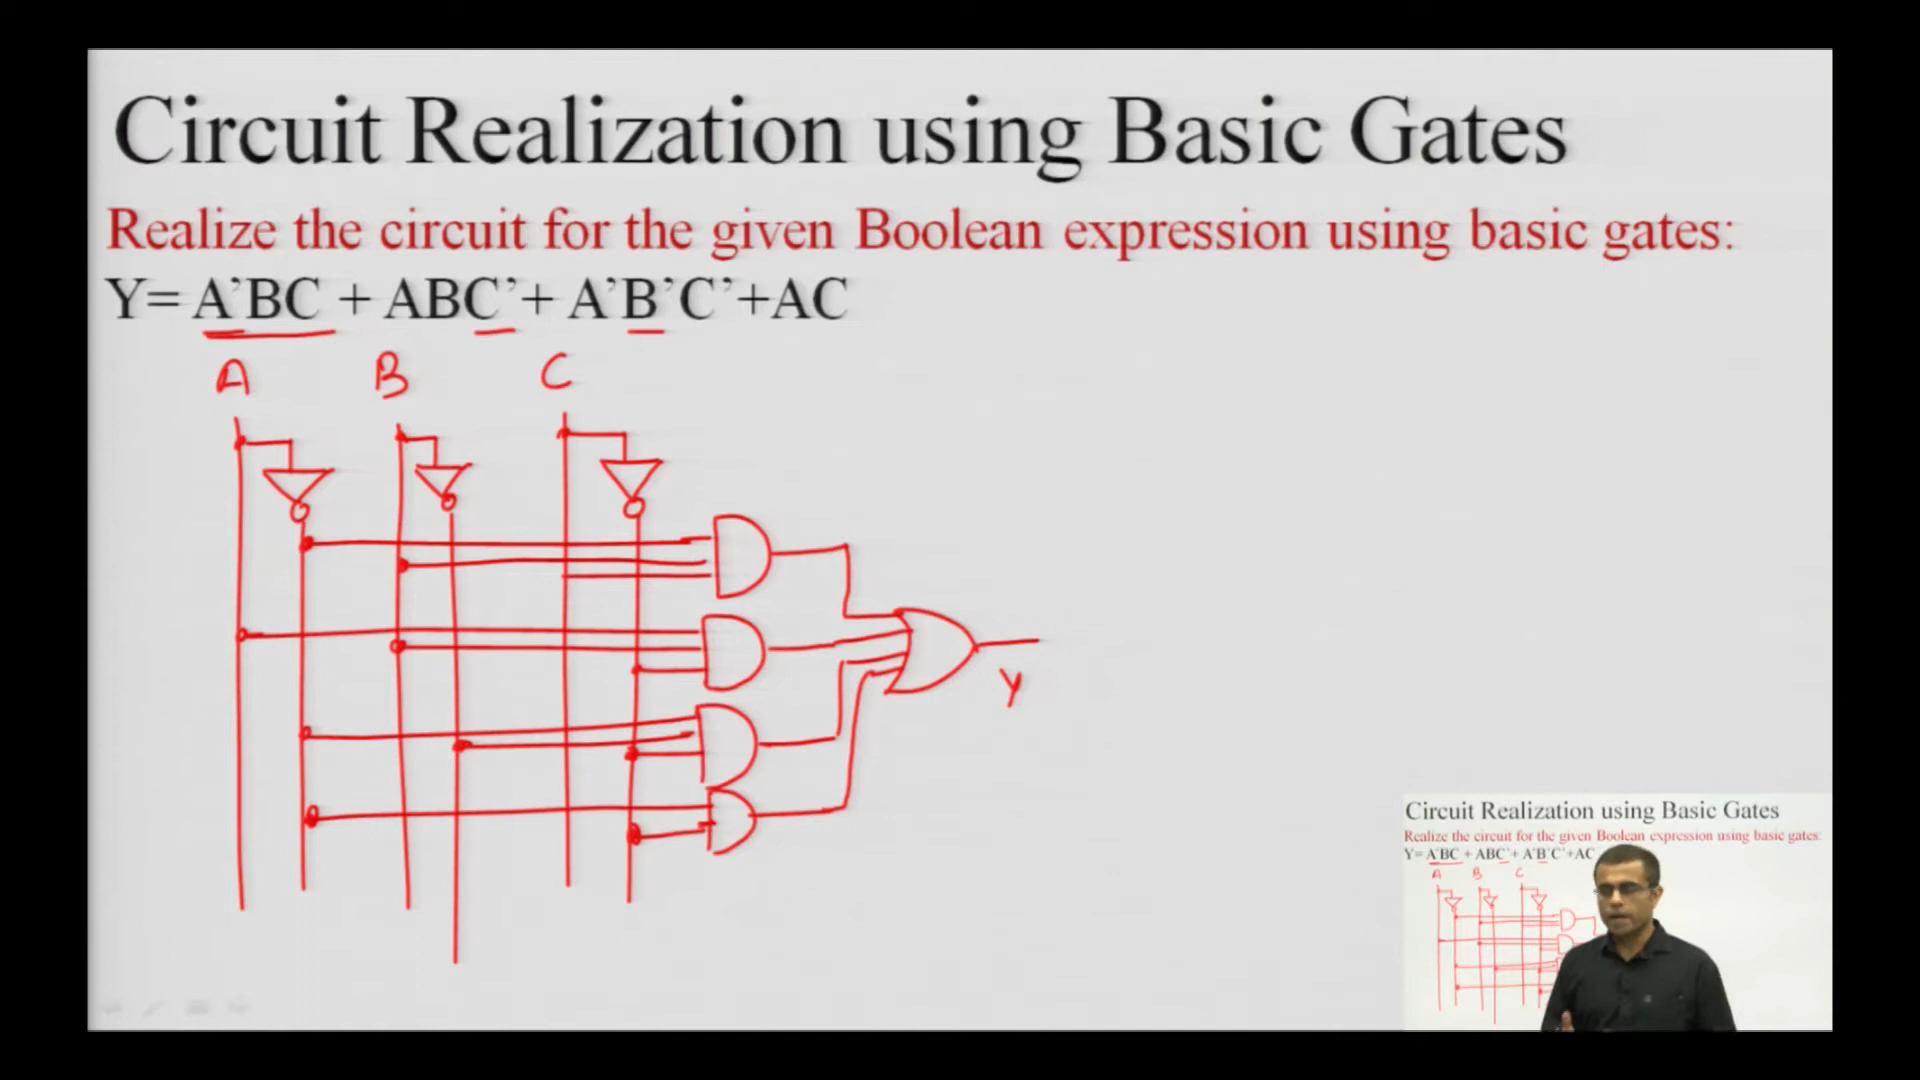 Circuit Realization using Basic Gates
Realize the circuit for the given Boolean expression using basic gates:
Y= A’BC + ABC’+ A’B’C’+AC
A B C
Y
Circuit Realization using Basic Gates
Realize the circuit for the given Boolean expression using basic gates:
Y= A’BC + ABC’+ A’B’C’+AC
A B C